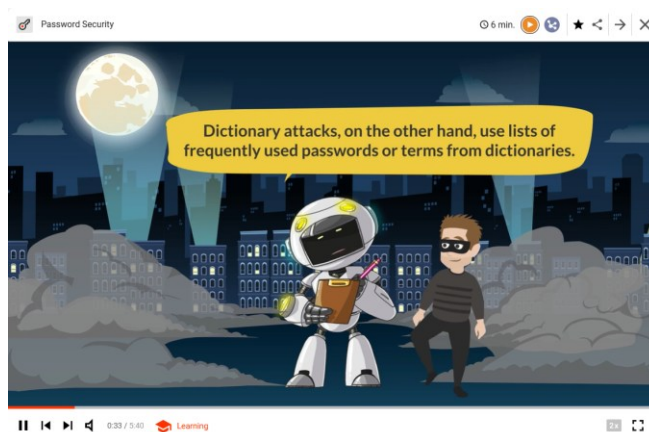 Password Security
6 min.
Dictionary attacks, on the other hand, use lists of
frequently used passwords or terms from dictionaries.
0:33 / 5:40
Learning
2x